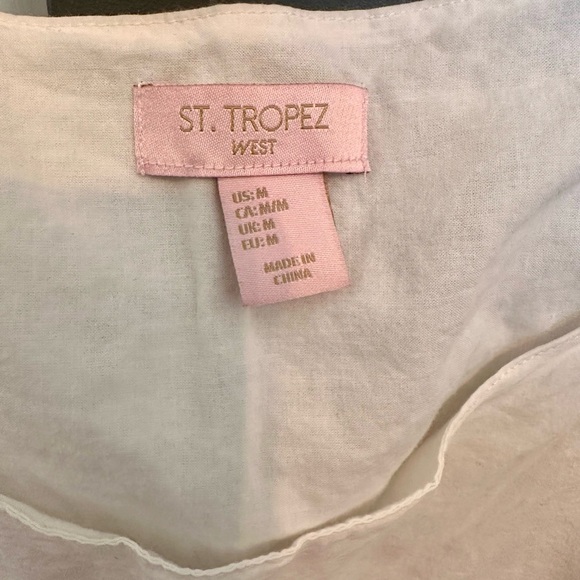 ST. TROPEZ
WEST
US: M
CA: M/M
UK: M
EU: M
MADE IN
CHINA